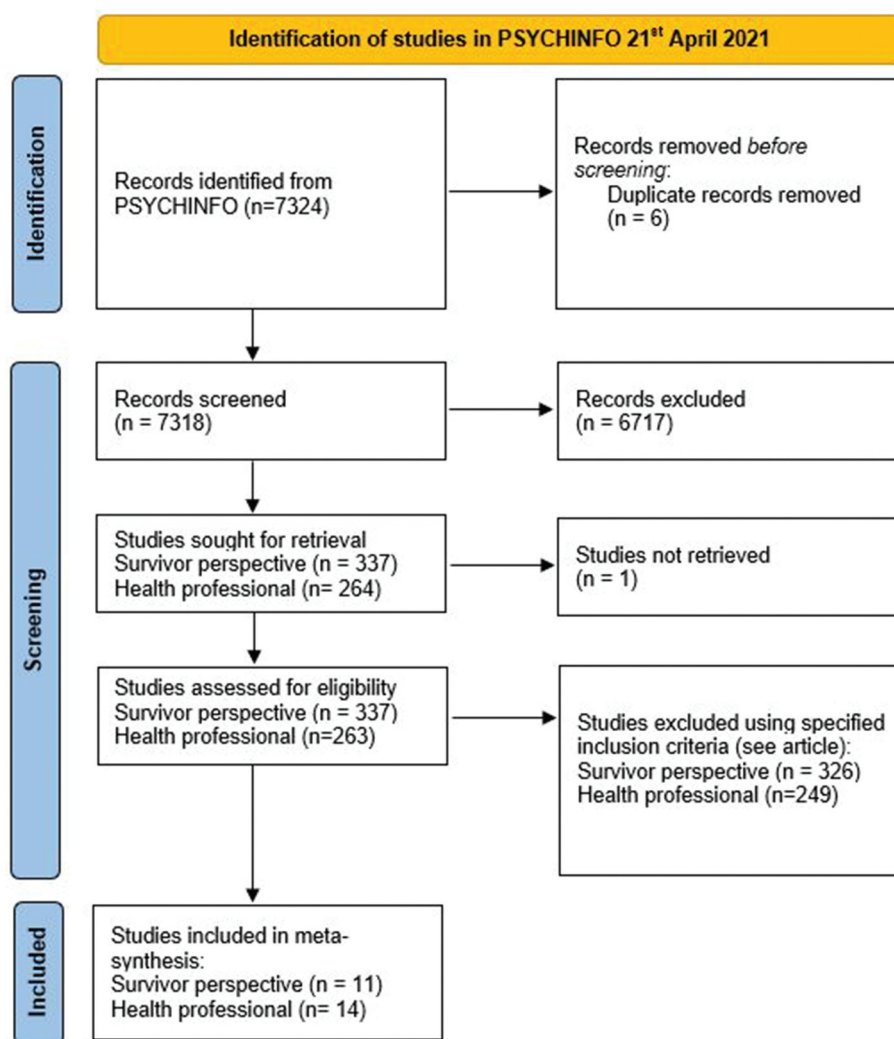 Identification of studies in PSYCHINFO 21st April 2021
Identification
Records identified from
PSYCHINFO (n=7324)
Records removed before
screening:
Duplicate records removed
(n = 6)
Screening
Records screened
(n = 7318)
Records excluded
(n = 6717)
Studies sought for retrieval
Survivor perspective (n = 337)
Health professional (n= 264)
Studies not retrieved
(n = 1)
Studies assessed for eligibility
Survivor perspective (n = 337)
Health professional (n=263)
Studies excluded using specified
inclusion criteria (see article):
Survivor perspective (n = 326)
Health professional (n=249)
Included
Studies included in meta-
synthesis:
Survivor perspective (n = 11)
Health professional (n= 14)